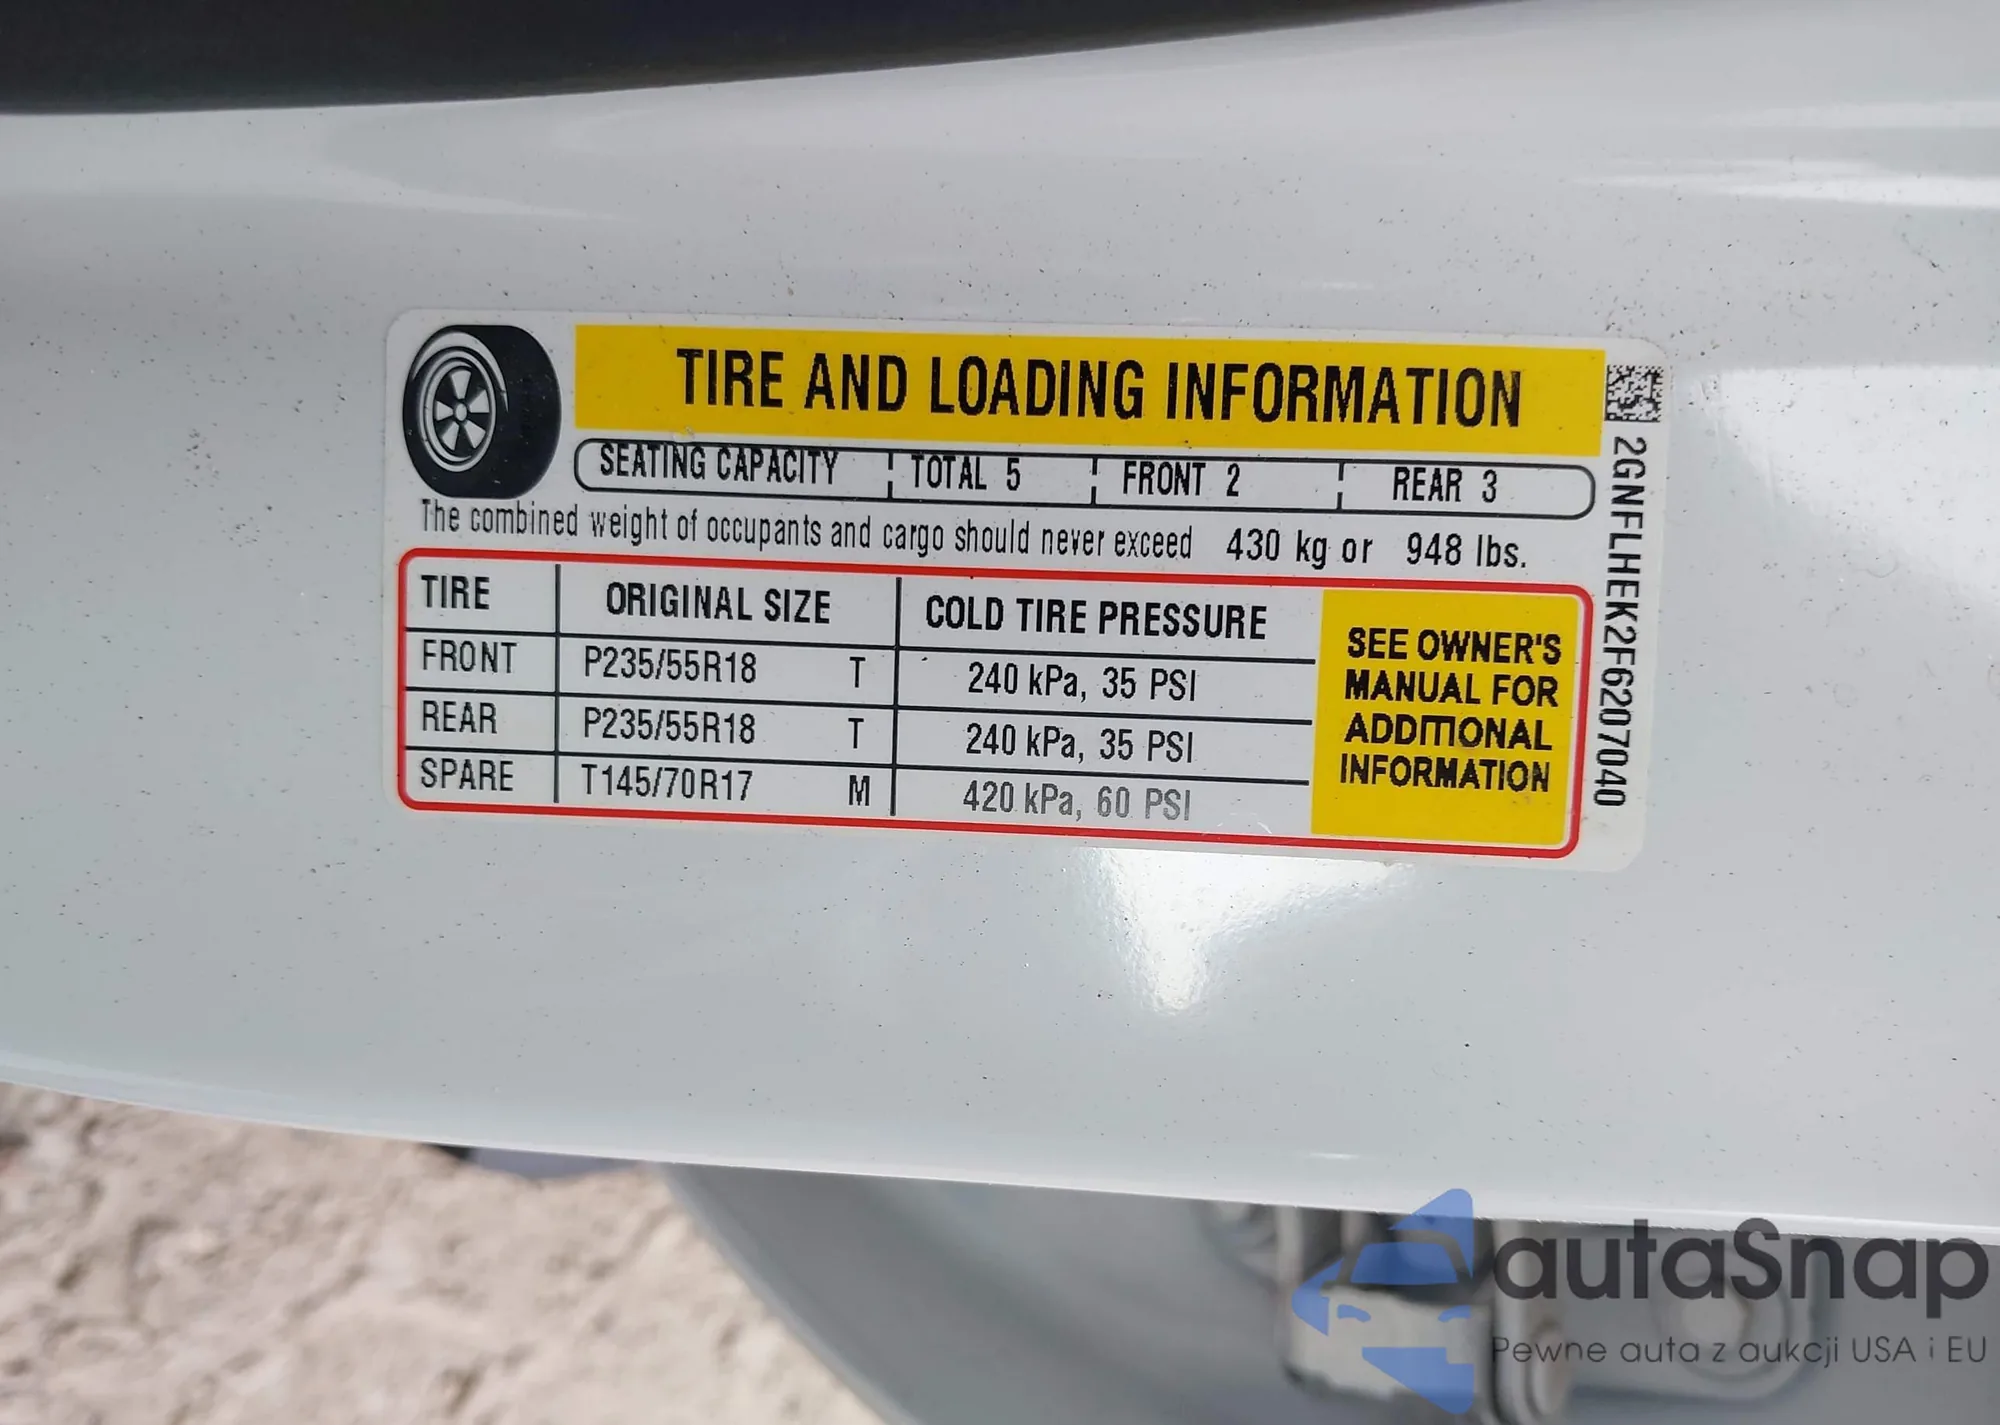 TIRE AND LOADING INFORMATION
SEATING CAPACITY TOTAL 5 FRONT 2 REAR 3
The combined weight of occupants and cargo should never exceed 430 kg or 948 lbs.
TIRE ORIGINAL SIZE COLD TIRE PRESSURE
FRONT P235/55R18 T 240 kPa, 35 PSI
REAR P235/55R18 T 240 kPa, 35 PSI
SPARE T145/70R17 M 420 kPa, 60 PSI
SEE OWNER'S
MANUAL FOR
ADDITIONAL
INFORMATION
2GNFLHEK2F6207040
autaSnap
Pewne auta z aukcji USA i EU